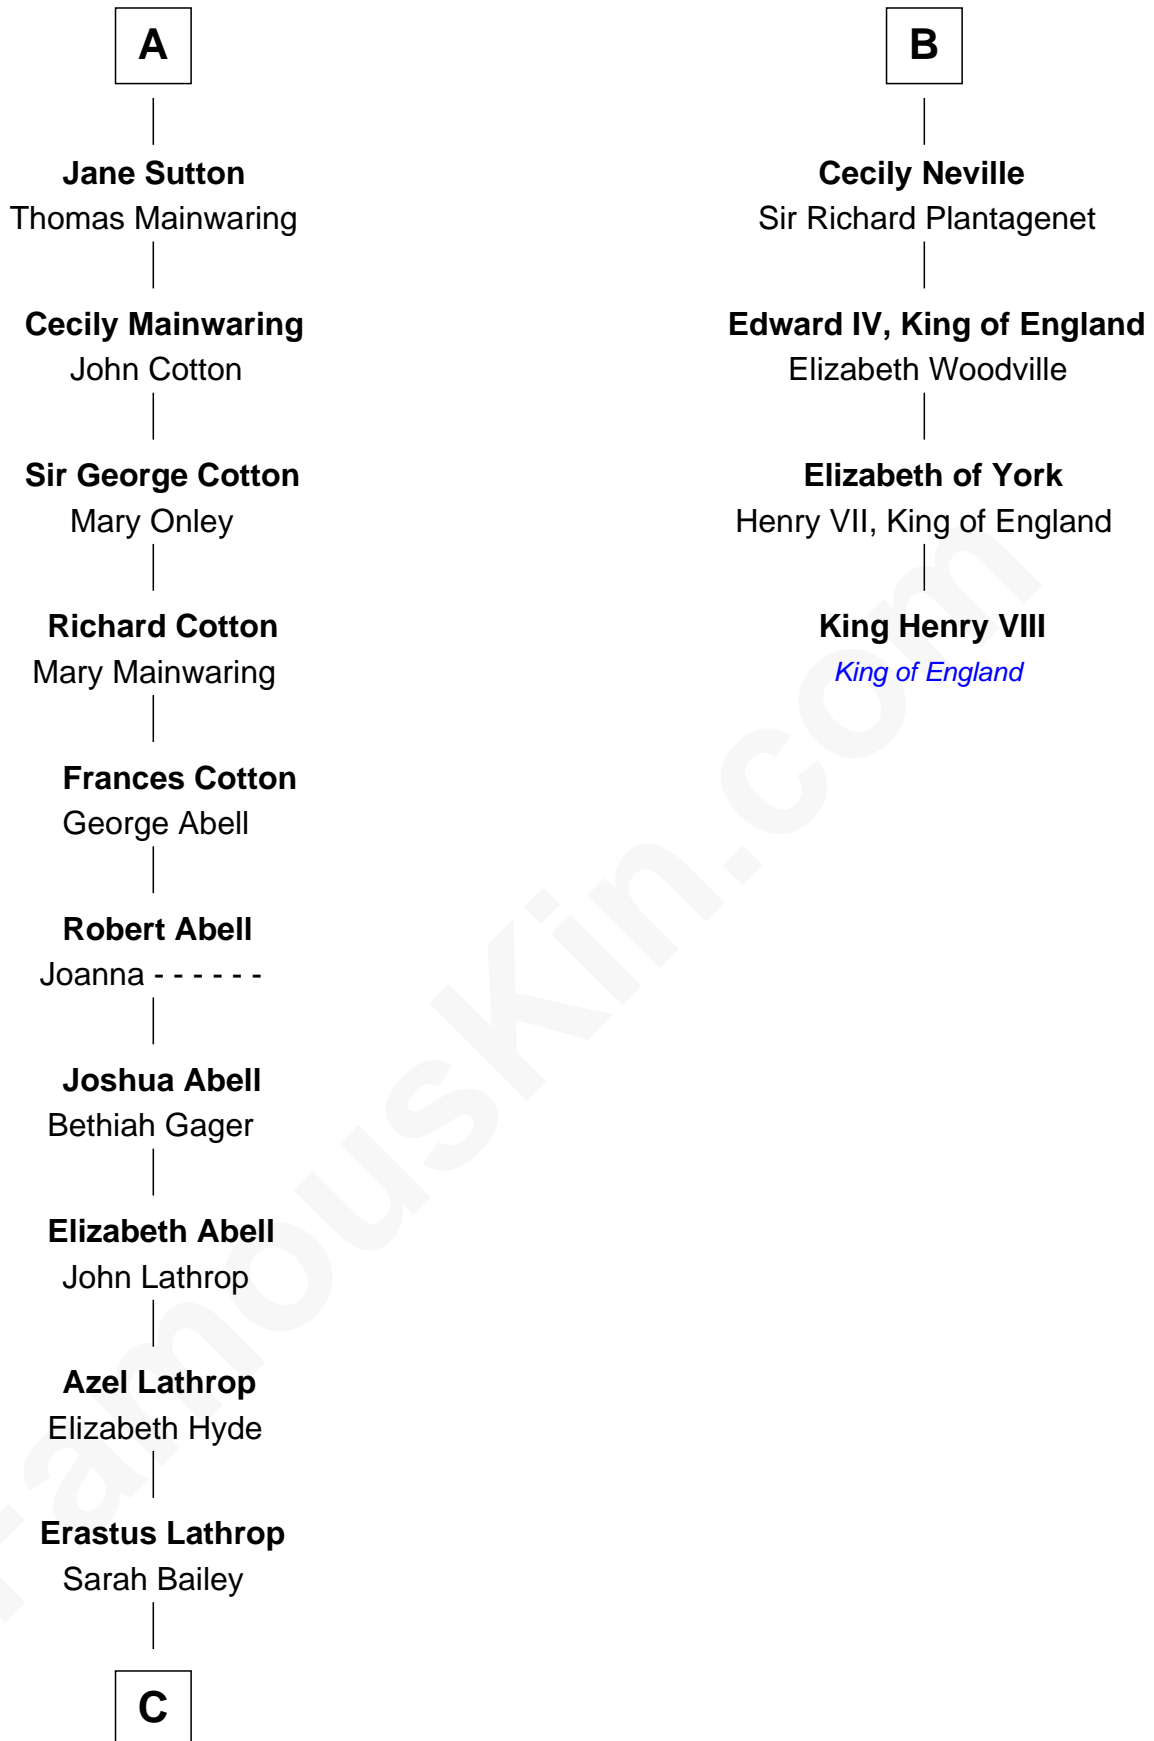 A
Jane Sutton
Thomas Mainwaring
Cecily Mainwaring
John Cotton
Sir George Cotton
Mary Onley
Richard Cotton
Mary Mainwaring
Frances Cotton
George Abell
Robert Abell
Joanna - - - - - -
Joshua Abell
Bethiah Gager
Elizabeth Abell
John Lathrop
Azel Lathrop
Elizabeth Hyde
Erastus Lathrop
Sarah Bailey
C
B
Cecily Neville
Sir Richard Plantagenet
Edward IV, King of England
Elizabeth Woodville
Elizabeth of York
Henry VII, King of England
King Henry VIII
King of England
FamousKin.com